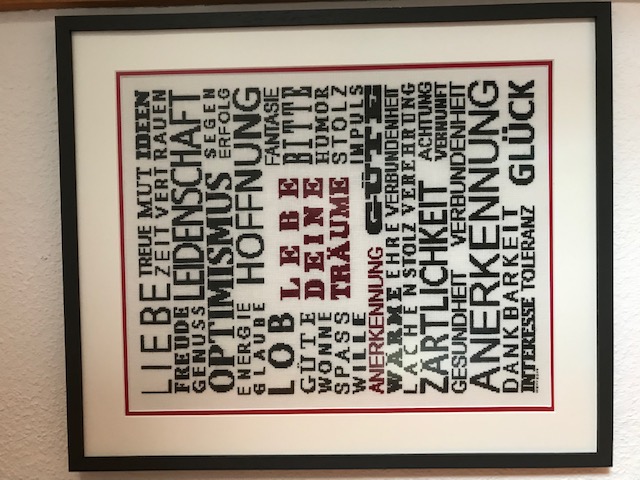 LIEBE TREUE MUT IDEEN
ZEIT VERTRAUEN
FREUDE LEIDENSCHAFT
GENUSS SEGEN
OPTIMISMUS ERFOLG
ENERGIE HOFFNUNG
GLAUBE FANTASIE
LOB LEBE BITTE
GÜTE DEINE HUMOR
WONNE TRÄUME STOLZ
SPASS IMPULS
WILLE
ANERKENNUNG GÜTE
WÄRME EHRE VERBUNDENHEIT
LACHEN STOLZ VEREHRUNG
ZÄRTLICHKEIT ACHTUNG
VERNUNFT
GESUNDHEIT VERBUNDENHEIT
ANERKENNUNG
DANKBARKEIT GLÜCK
INTERESSE TOLERANZ